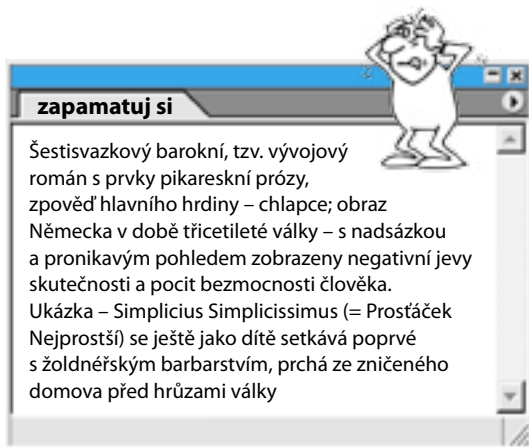 zapamatuj si
Šestisvazkový barokní, tzv. vývojový
román s prvky pikareskní prózy,
zpověď hlavního hrdiny – chlapce; obraz
Německa v době třicetileté války – s nadsázkou
a pronikavým pohledem zobrazeny negativní jevy
skutečnosti a pocit bezmocnosti člověka.
Ukázka – Simplicius Simplicissimus (= Prosťáček
Nejprostší) se ještě jako dítě setkává poprvé
s žoldnéřským barbarstvím, prchá ze zničeného
domova před hrůzami války